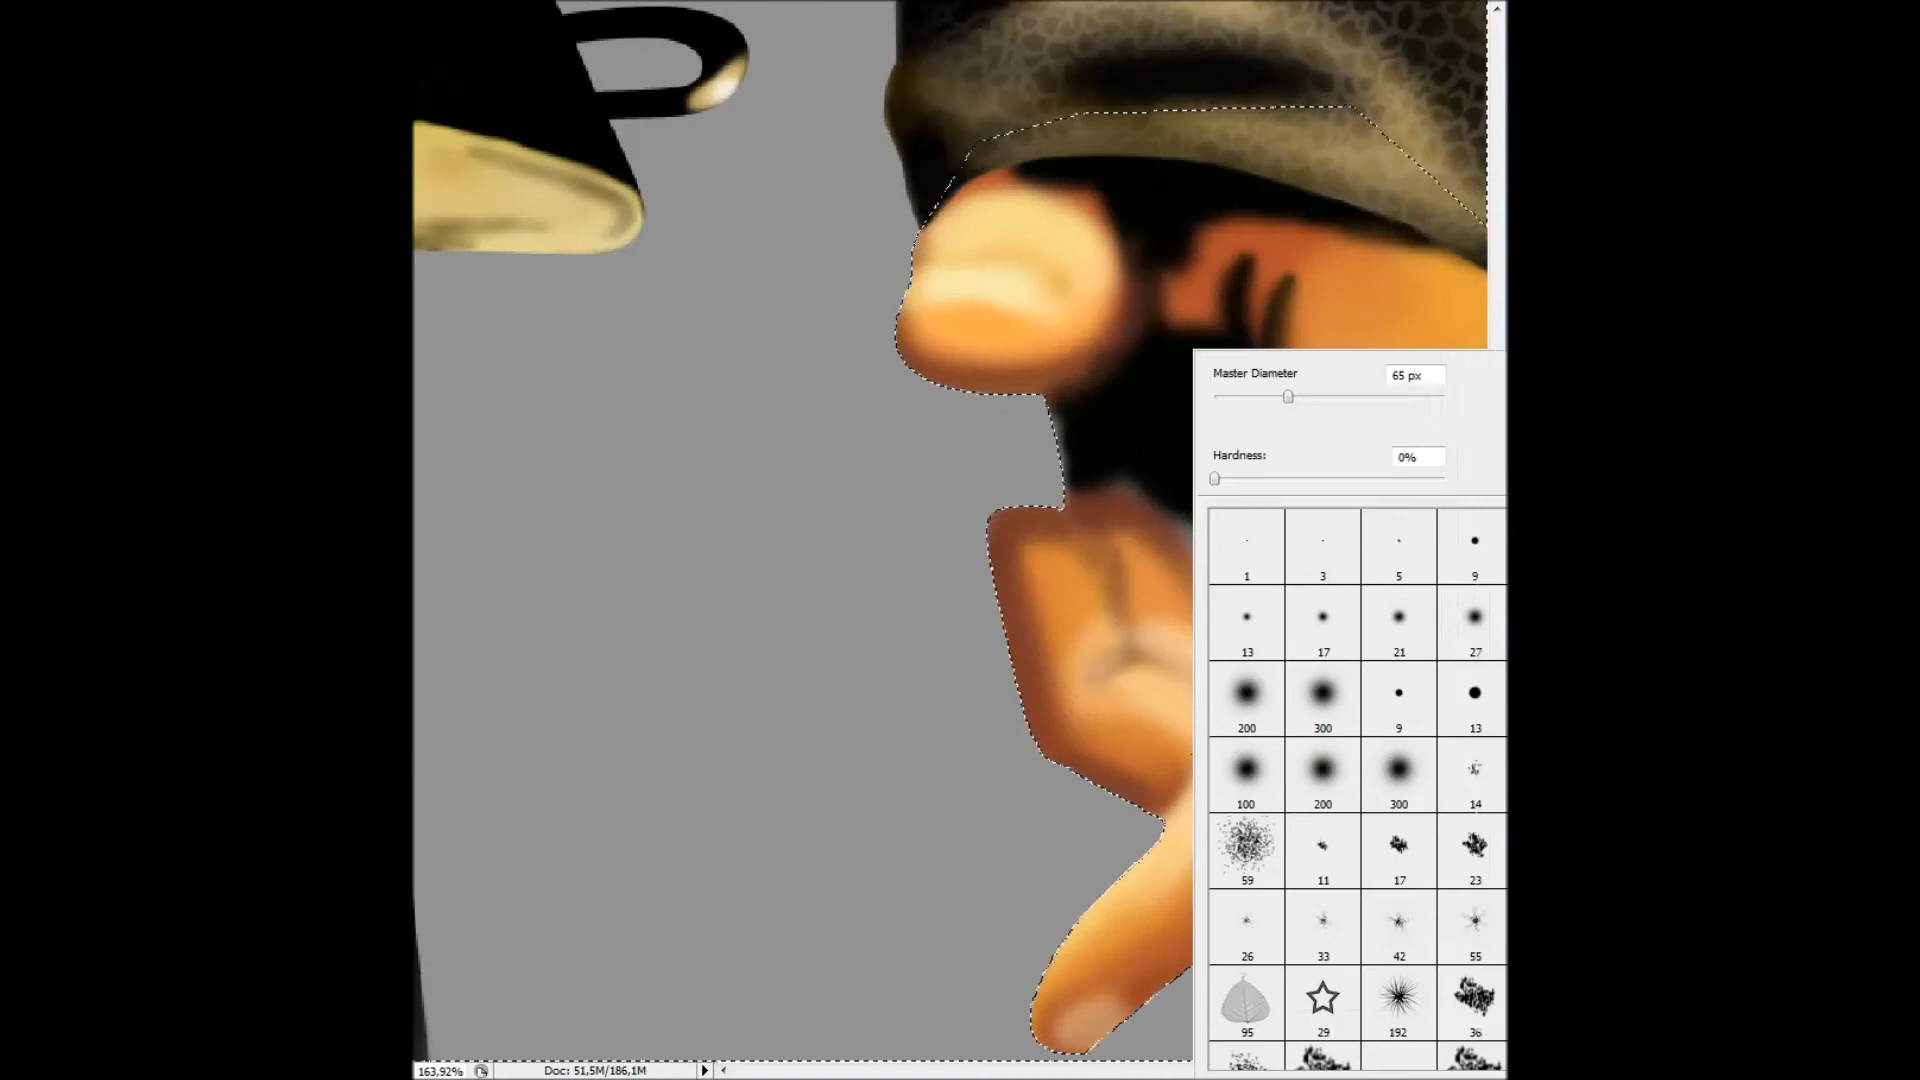 Master Diameter 65 px
Hardness: 0%
1 3 5 9
13 17 21 27
200 300 9 13
100 200 300 14
59 11 17 23
26 33 42 55
95 29 192 36
163,92% Doc: 51,5M/186,1M